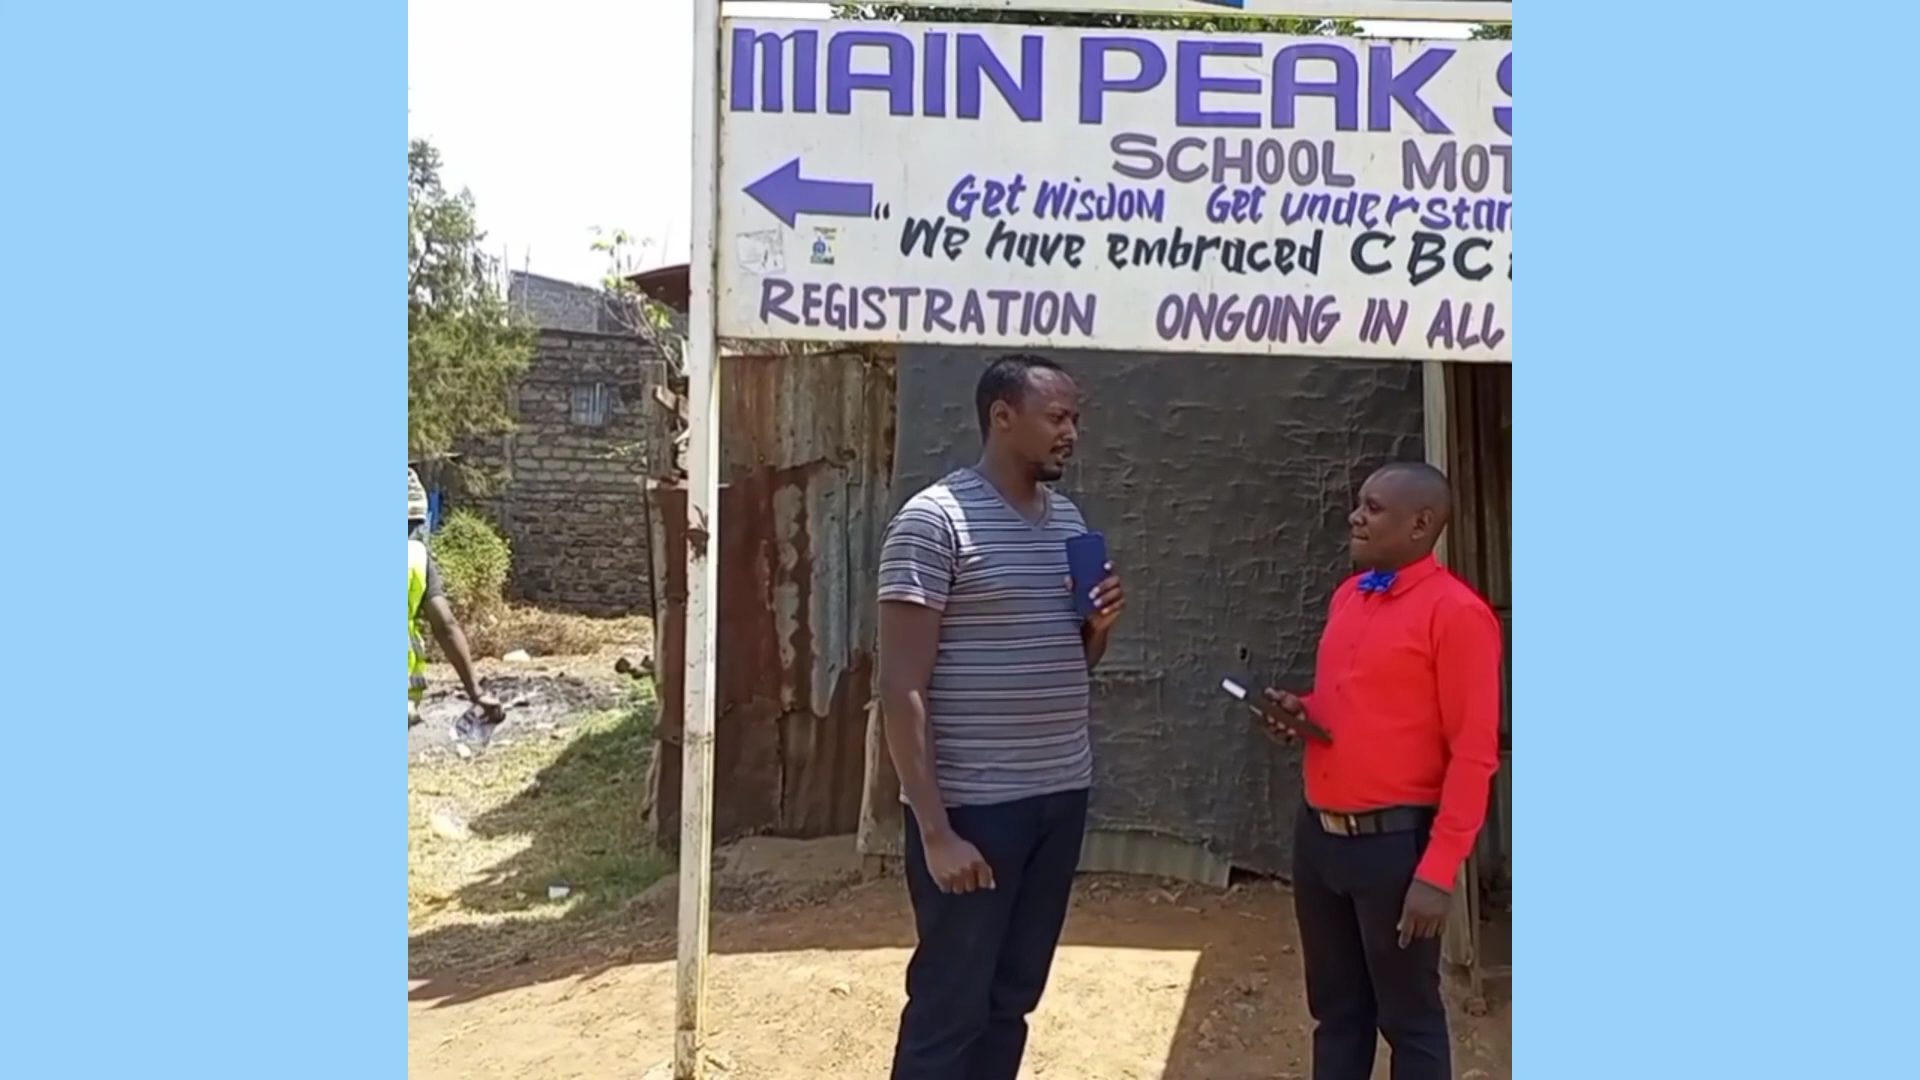 MAIN PEAK
SCHOOL
Get WISDOM Get
"We have embraced CBC
REGISTRATION ONGOING IN ALL